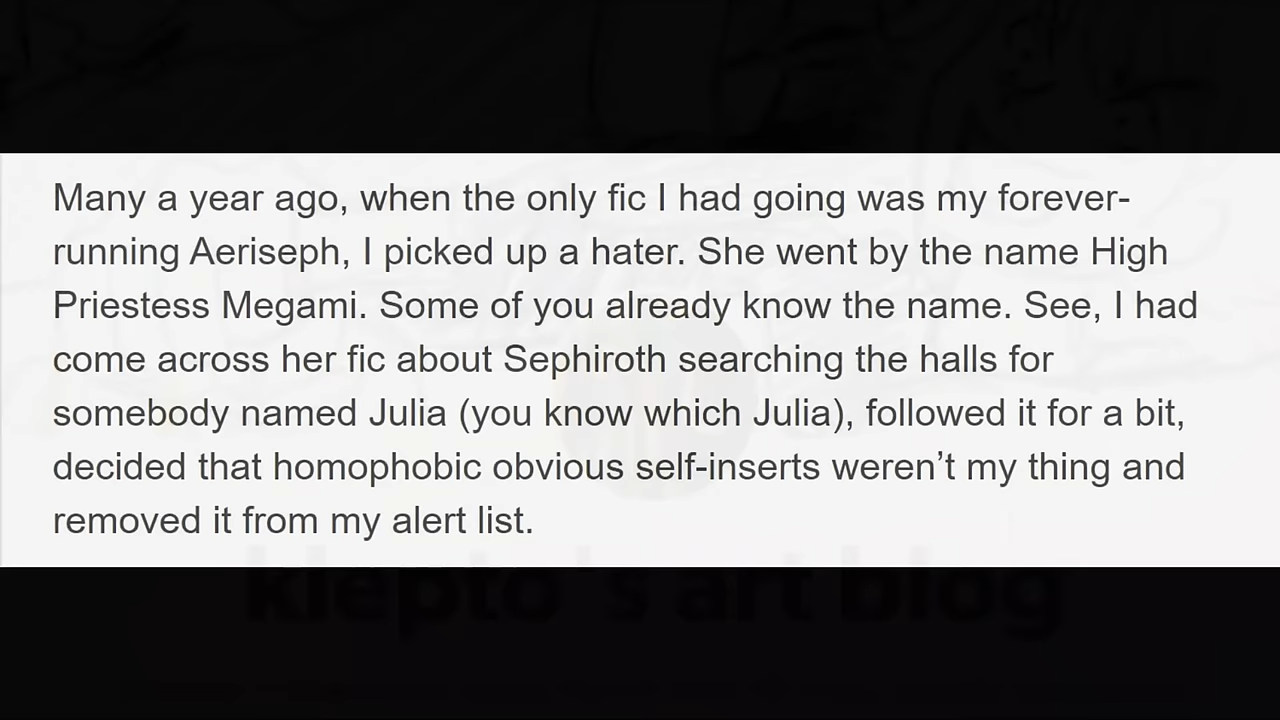 Many a year ago, when the only fic I had going was my forever-
running Aeriseph, I picked up a hater. She went by the name High
Priestess Megami. Some of you already know the name. See, I had
come across her fic about Sephiroth searching the halls for
somebody named Julia (you know which Julia), followed it for a bit,
decided that homophobic obvious self-inserts weren’t my thing and
removed it from my alert list.
klepto's art blog